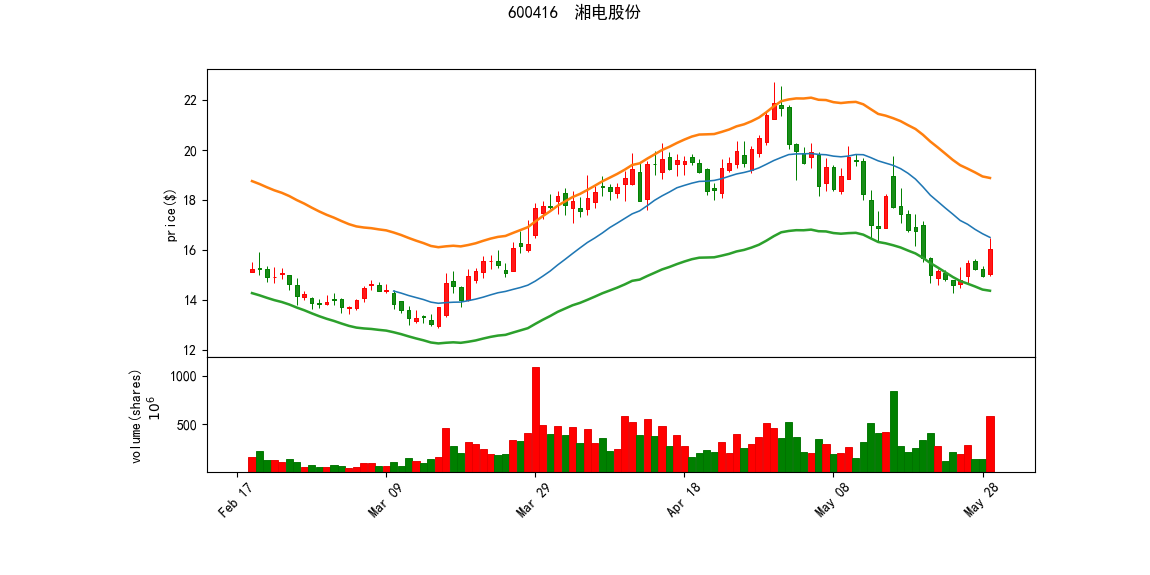 600416 湘电股份
price($)
22
20
18
16
14
12
volume(shares)
10^6
1000
500
Feb 17
Mar 09
Mar 29
Apr 18
May 08
May 28